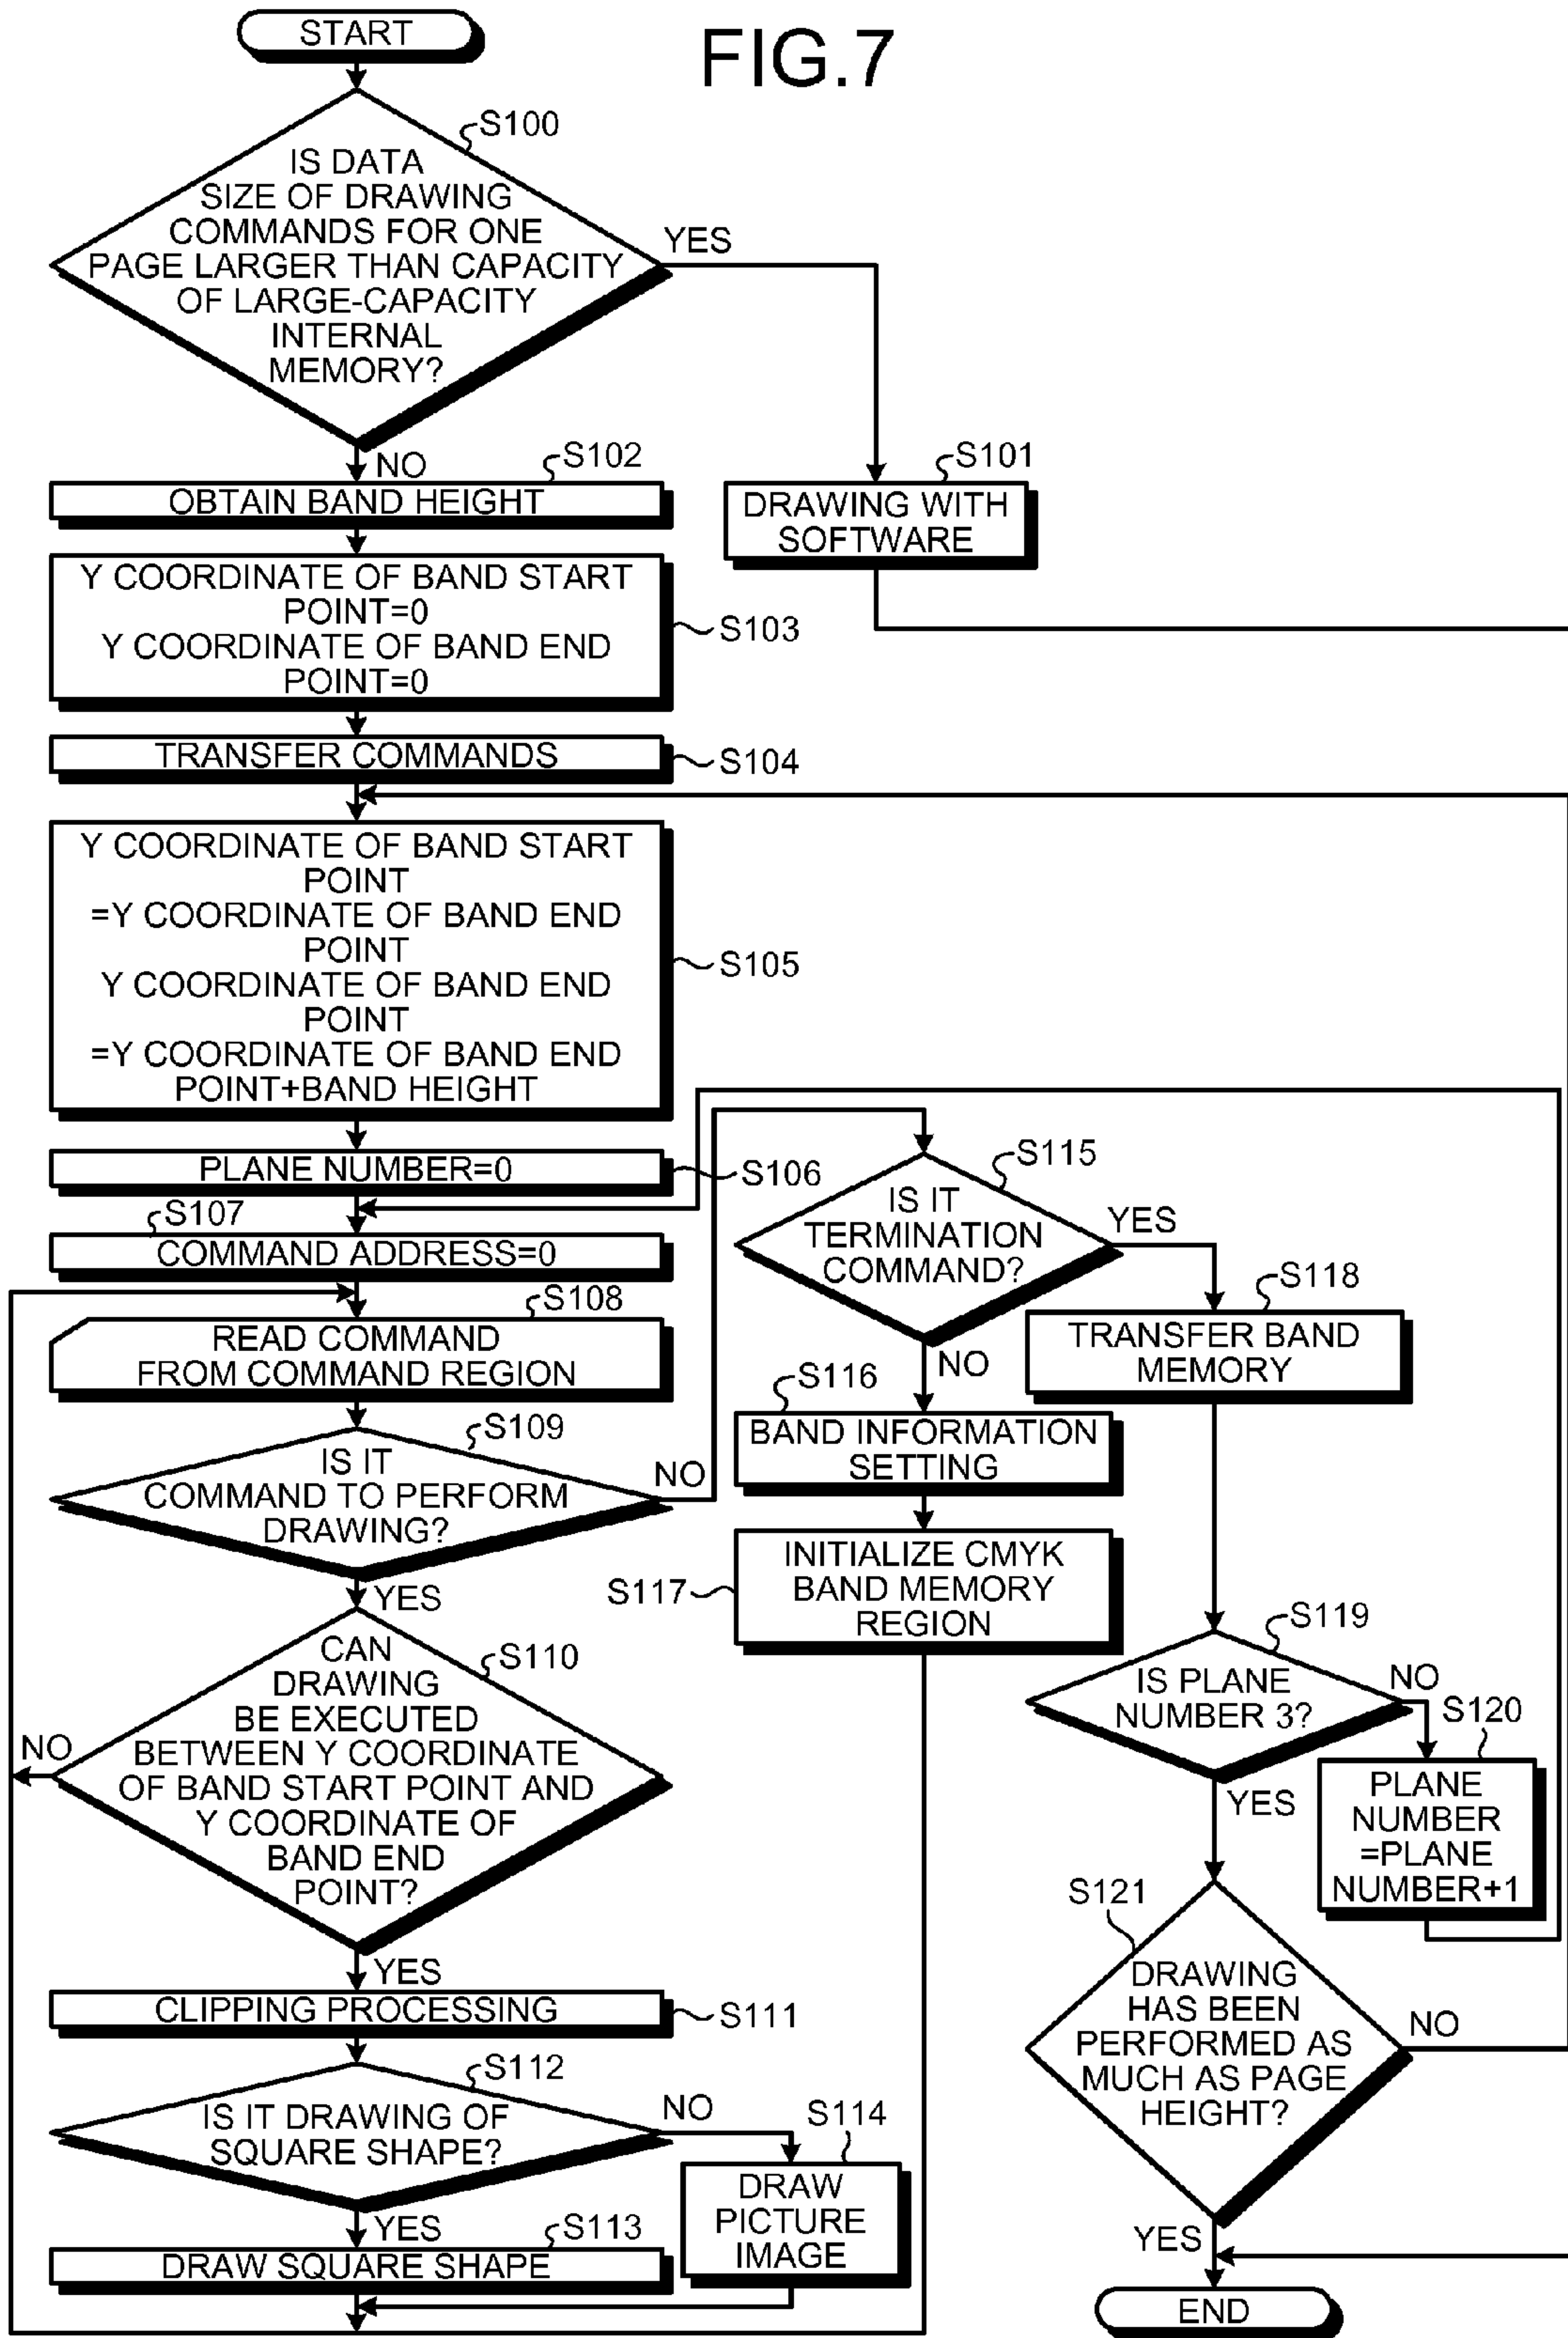 FIG.7
START
S100
IS DATA
SIZE OF DRAWING
COMMANDS FOR ONE
PAGE LARGER THAN CAPACITY
OF LARGE-CAPACITY
INTERNAL
MEMORY?
YES
NO
S101
DRAWING WITH
SOFTWARE
S102
OBTAIN BAND HEIGHT
Y COORDINATE OF BAND START
POINT=0
Y COORDINATE OF BAND END
POINT=0
S103
TRANSFER COMMANDS
S104
Y COORDINATE OF BAND START
POINT
=Y COORDINATE OF BAND END
POINT
Y COORDINATE OF BAND END
POINT
=Y COORDINATE OF BAND END
POINT+BAND HEIGHT
S105
PLANE NUMBER=0
S106
S107
COMMAND ADDRESS=0
S108
READ COMMAND
FROM COMMAND REGION
S109
IS IT
COMMAND TO PERFORM
DRAWING?
NO
YES
S110
CAN
DRAWING
BE EXECUTED
BETWEEN Y COORDINATE
OF BAND START POINT AND
Y COORDINATE OF
BAND END
POINT?
NO
YES
CLIPPING PROCESSING
S111
S112
IS IT DRAWING OF
SQUARE SHAPE?
NO
YES
S113
DRAW SQUARE SHAPE
S114
DRAW
PICTURE
IMAGE
S115
IS IT
TERMINATION
COMMAND?
YES
NO
S116
BAND INFORMATION
SETTING
S117
INITIALIZE CMYK
BAND MEMORY
REGION
S118
TRANSFER BAND
MEMORY
S119
IS PLANE
NUMBER 3?
NO
YES
S120
PLANE
NUMBER
=PLANE
NUMBER+1
S121
DRAWING
HAS BEEN
PERFORMED AS
MUCH AS PAGE
HEIGHT?
NO
YES
END